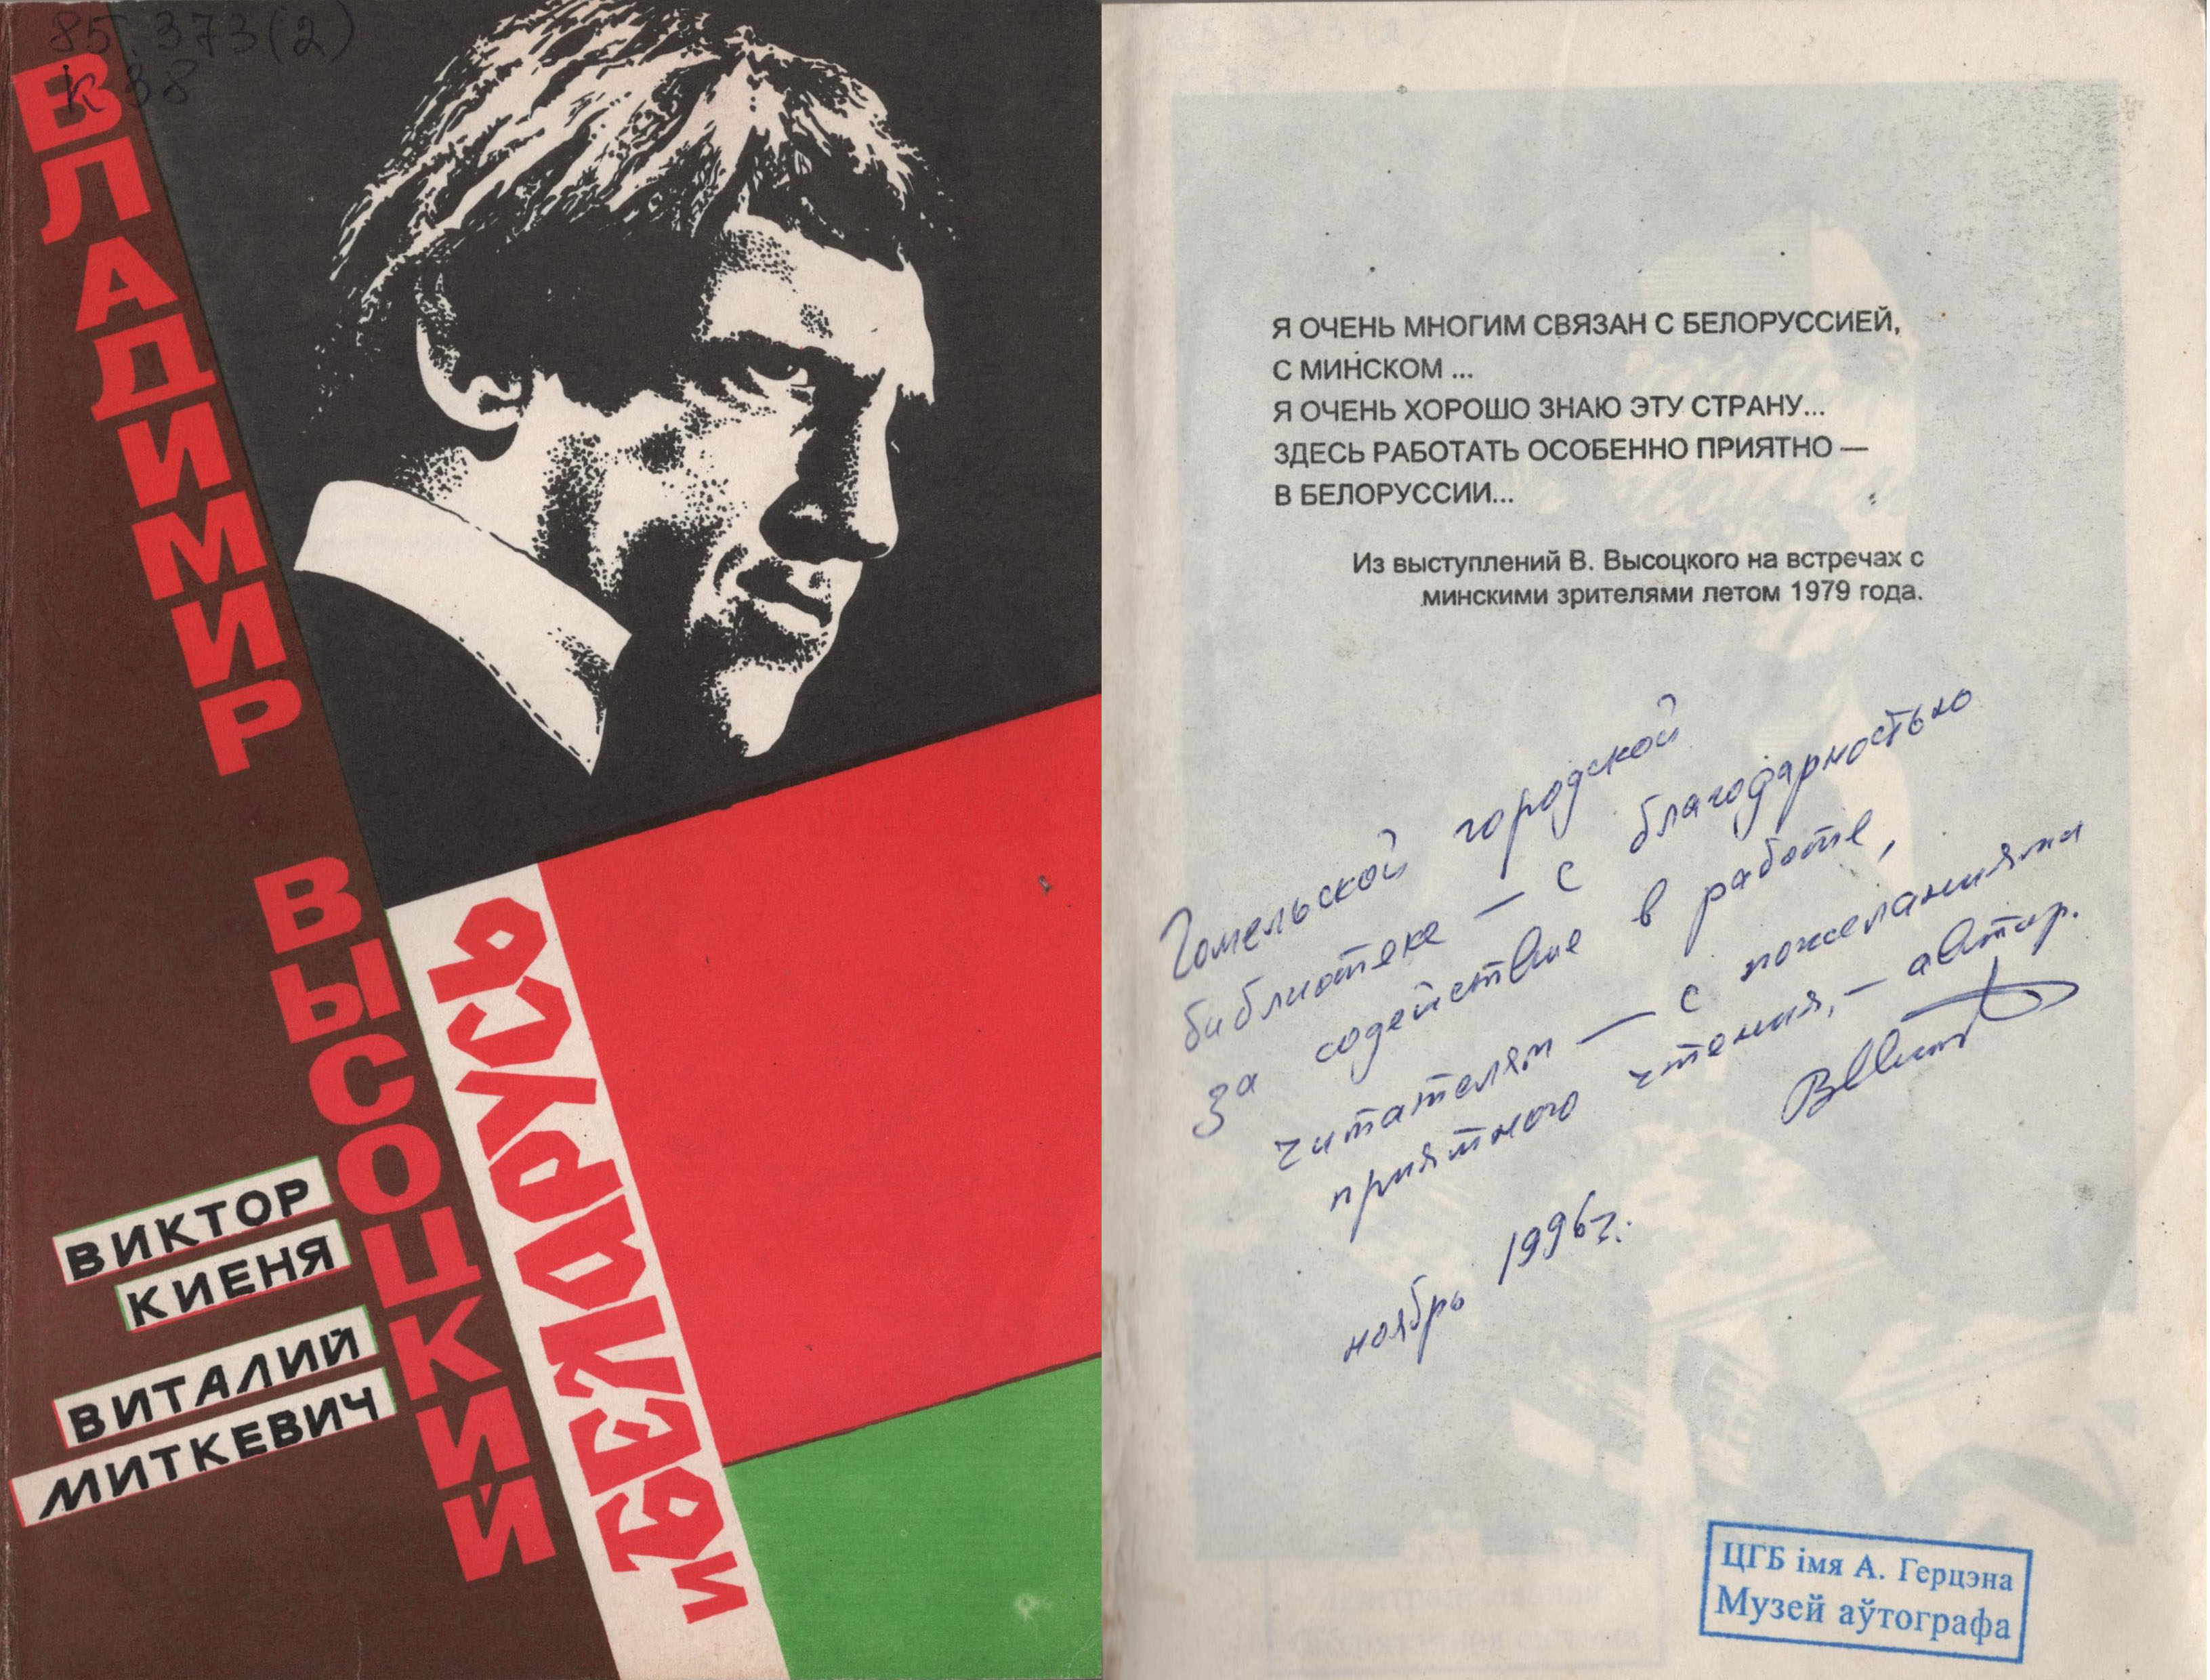 85.373(2)
К 38
ВЛАДИМИР
ВЫСОЦКИЙ
ВИКТОР
КИЕНЯ
ВИТАЛИЙ
МИТКЕВИЧ
Я ОЧЕНЬ МНОГИМ СВЯЗАН С БЕЛОРУССИЕЙ,
С МИНСКОМ ...
Я ОЧЕНЬ ХОРОШО ЗНАЮ ЭТУ СТРАНУ...
ЗДЕСЬ РАБОТАТЬ ОСОБЕННО ПРИЯТНО —
В БЕЛОРУССИИ...
Из выступлений В. Высоцкого на встречах с
минскими зрителями летом 1979 года.
Гомельской городской
библиотеке — с благодарностью
за содействие в работе,
читателям — с пожеланиями
приятного чтения, — автор.
ноябрь 1996г.
ЦГБ імя А. Герцэна
Музей аўтографа